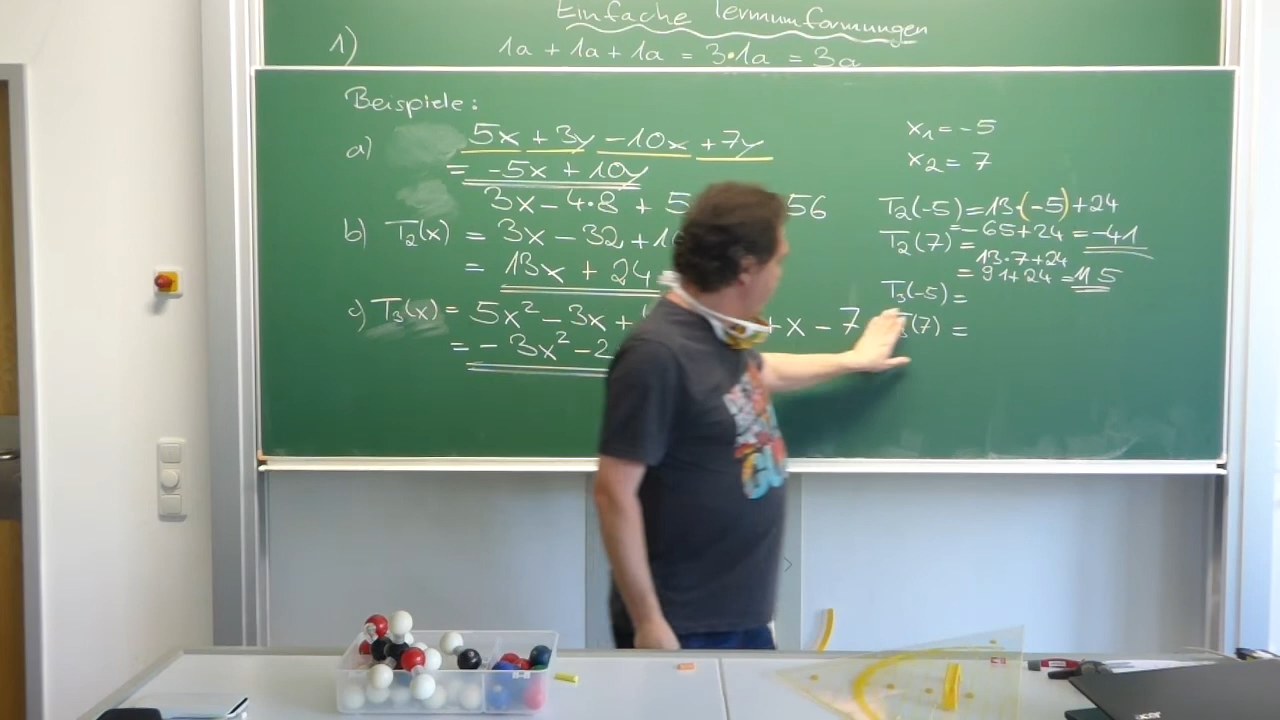 Einfache Termumformungen
1) 1a + 1a + 1a = 3·1a = 3a
Beispiele:
a) 5x + 3y - 10x + 7y
= -5x + 10y
3x - 4·8 + 5 56
b) T₂(x) = 3x - 32 + 1
= 13x + 24
c) T₃(x) = 5x² - 3x + + x - 7
= -3x² - 2
x₁ = -5
x₂ = 7
T₂(-5) = 13·(-5) + 24
= -65 + 24 = -41
T₂(7) = 13·7 + 24
= 91 + 24 = 115
T₃(-5) =
(7) =
acer